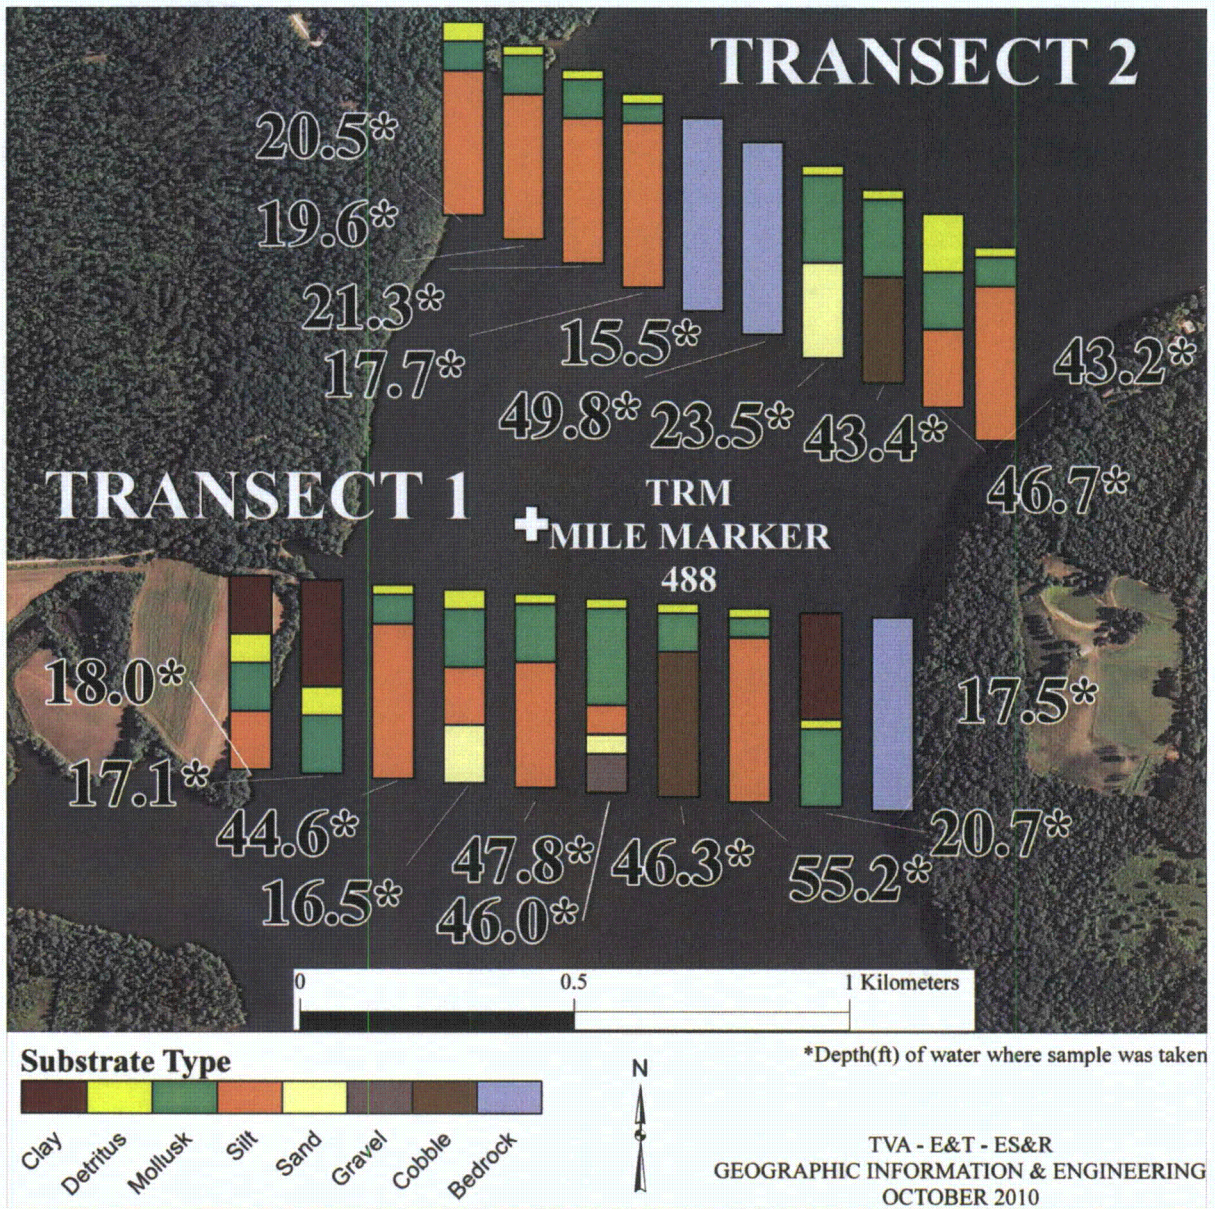 TRANSECT 2
20.5*
19.6*
21.3*
17.7*
15.5*
49.8*
23.5*
43.4*
43.2*
46.7*
TRANSECT 1
TRM
MILE MARKER
488
18.0*
17.1*
44.6*
16.5*
47.8*
46.0*
46.3*
55.2*
20.7*
17.5*
0 0.5 1 Kilometers
Substrate Type
Clay
Detritus
Mollusk
Silt
Sand
Gravel
Cobble
Bedrock
N
*Depth(ft) of water where sample was taken
TVA - E&T - ES&R
GEOGRAPHIC INFORMATION & ENGINEERING
OCTOBER 2010